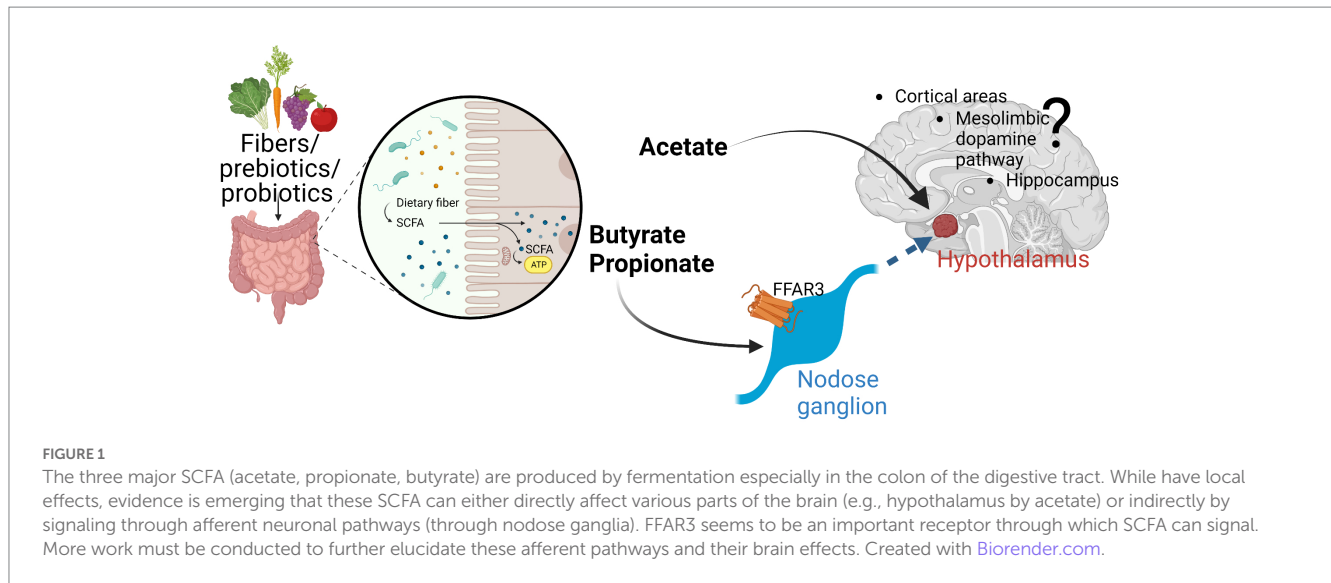 Fibers/
prebiotics/
probiotics
Dietary fiber
SCFA
SCFA
ATP
Acetate
Butyrate
Propionate
FFAR3
Nodose
ganglion
• Cortical areas
• Mesolimbic
dopamine
pathway
?
• Hippocampus
Hypothalamus
FIGURE 1
The three major SCFA (acetate, propionate, butyrate) are produced by fermentation especially in the colon of the digestive tract. While have local
effects, evidence is emerging that these SCFA can either directly affect various parts of the brain (e.g., hypothalamus by acetate) or indirectly by
signaling through afferent neuronal pathways (through nodose ganglia). FFAR3 seems to be an important receptor through which SCFA can signal.
More work must be conducted to further elucidate these afferent pathways and their brain effects. Created with Biorender.com.